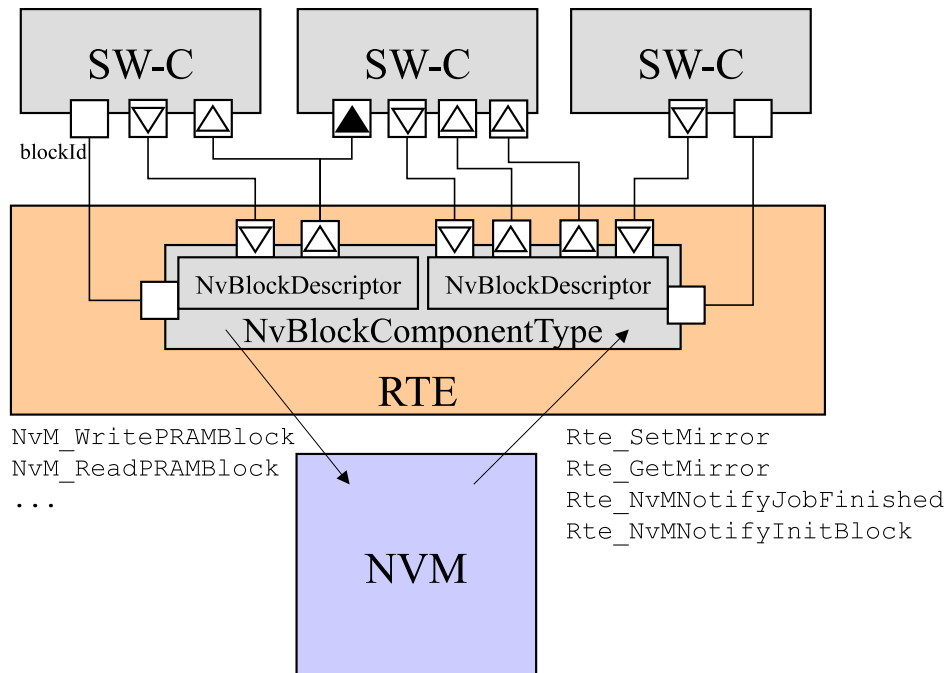 SW-C
SW-C
SW-C
blockId
NvBlockDescriptor
NvBlockDescriptor
NvBlockComponentType
RTE
NvM_WritePRAMBlock
NvM_ReadPRAMBlock
...
Rte_SetMirror
Rte_GetMirror
Rte_NvMNotifyJobFinished
Rte_NvMNotifyInitBlock
NVM